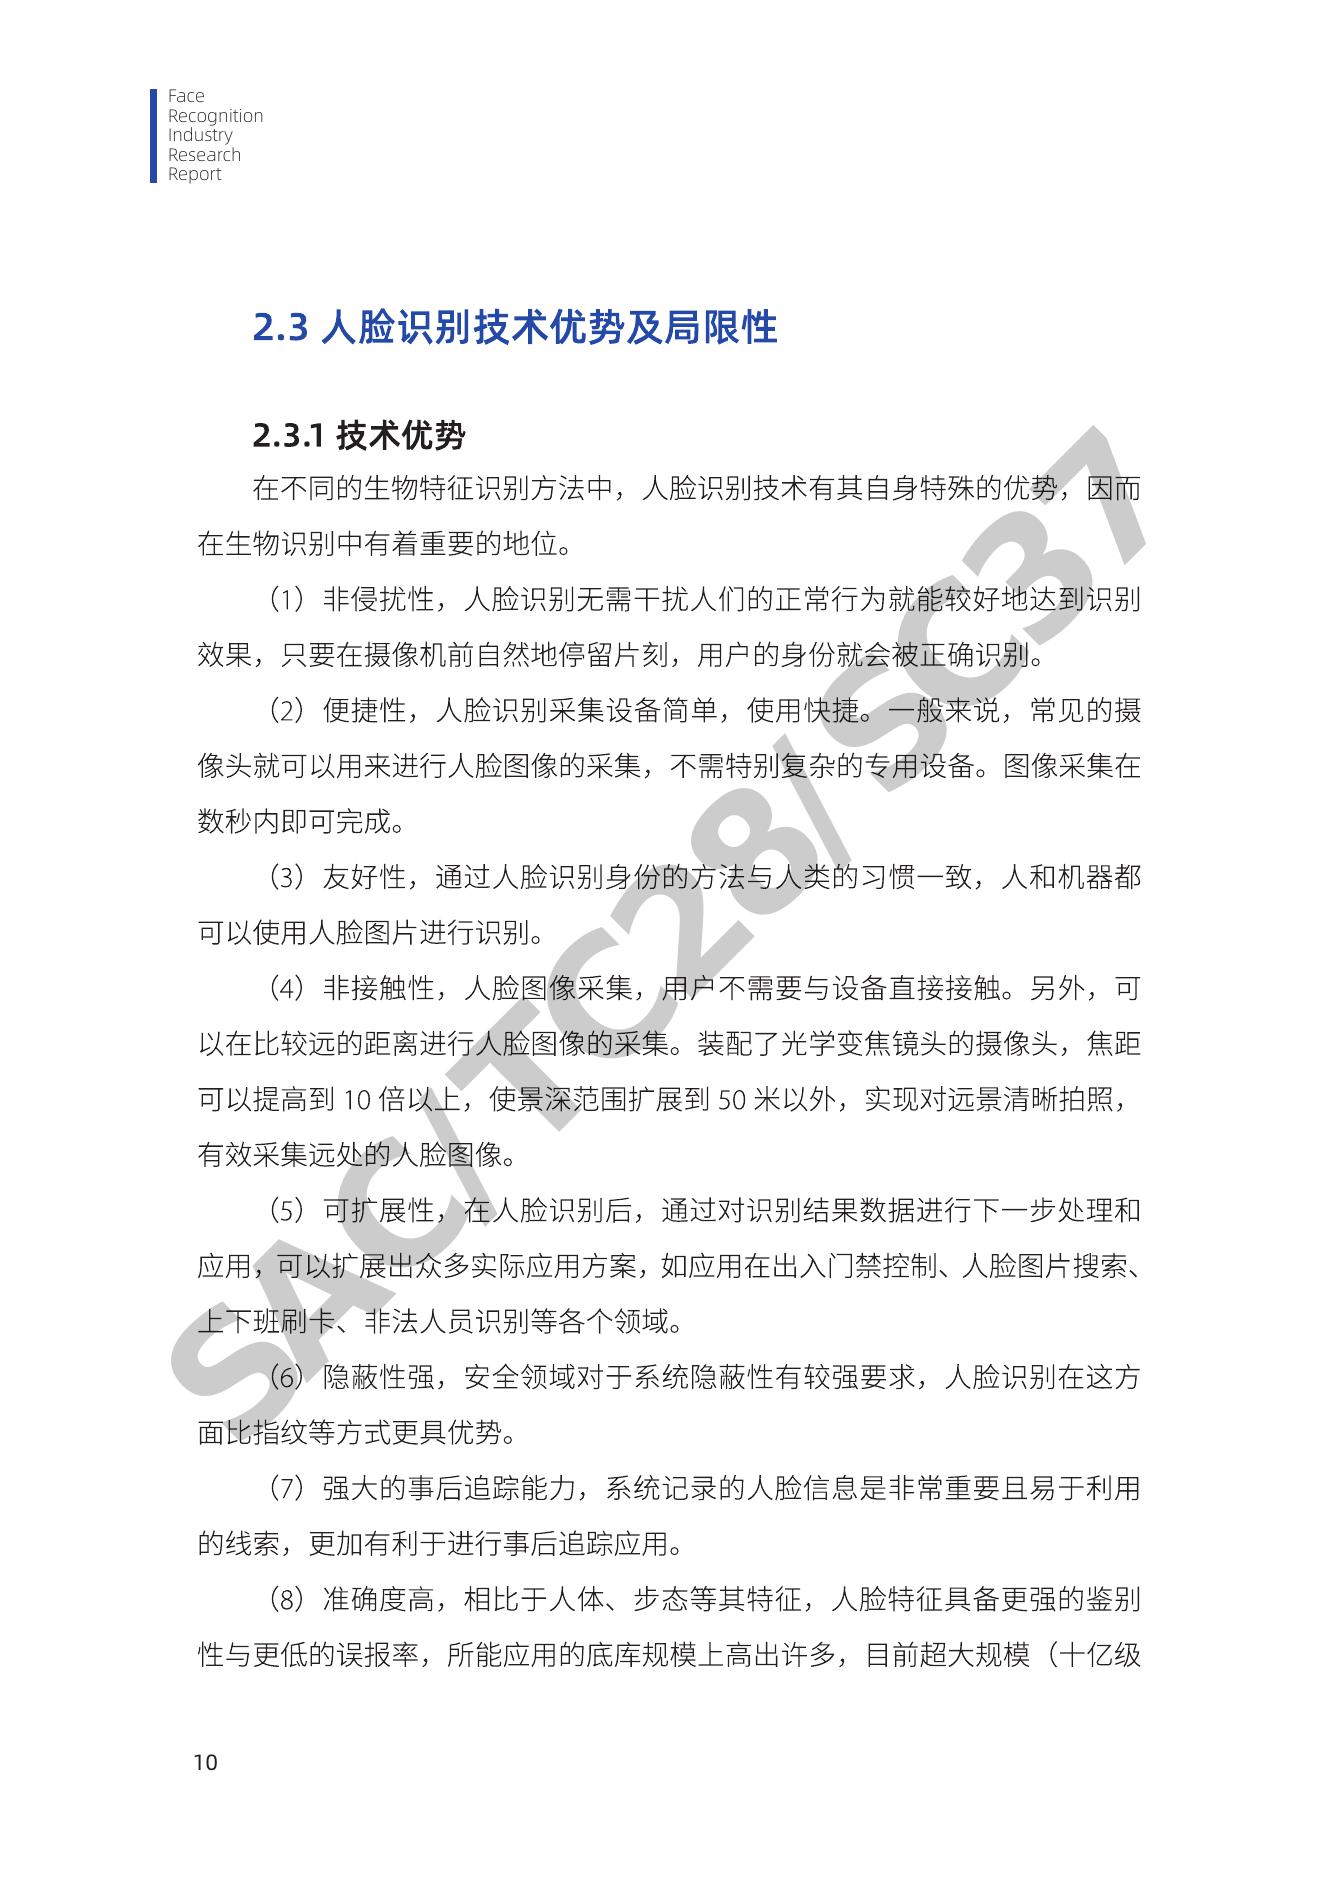 Face
Recognition
Industry
Research
Report
2.3 人脸识别技术优势及局限性
2.3.1 技术优势
在不同的生物特征识别方法中，人脸识别技术有其自身特殊的优势，因而
在生物识别中有着重要的地位。
（1）非侵扰性，人脸识别无需干扰人们的正常行为就能较好地达到识别
效果，只要在摄像机前自然地停留片刻，用户的身份就会被正确识别。
（2）便捷性，人脸识别采集设备简单，使用快捷。一般来说，常见的摄
像头就可以用来进行人脸图像的采集，不需特别复杂的专用设备。图像采集在
数秒内即可完成。
（3）友好性，通过人脸识别身份的方法与人类的习惯一致，人和机器都
可以使用人脸图片进行识别。
（4）非接触性，人脸图像采集，用户不需要与设备直接接触。另外，可
以在比较远的距离进行人脸图像的采集。装配了光学变焦镜头的摄像头，焦距
可以提高到 10 倍以上，使景深范围扩展到 50 米以外，实现对远景清晰拍照，
有效采集远处的人脸图像。
（5）可扩展性，在人脸识别后，通过对识别结果数据进行下一步处理和
应用，可以扩展出众多实际应用方案，如应用在出入门禁控制、人脸图片搜索、
上下班刷卡、非法人员识别等各个领域。
（6）隐蔽性强，安全领域对于系统隐蔽性有较强要求，人脸识别在这方
面比指纹等方式更具优势。
（7）强大的事后追踪能力，系统记录的人脸信息是非常重要且易于利用
的线索，更加有利于进行事后追踪应用。
（8）准确度高，相比于人体、步态等其特征，人脸特征具备更强的鉴别
性与更低的误报率，所能应用的底库规模上高出许多，目前超大规模（十亿级
10
SAC/TC28/SC37